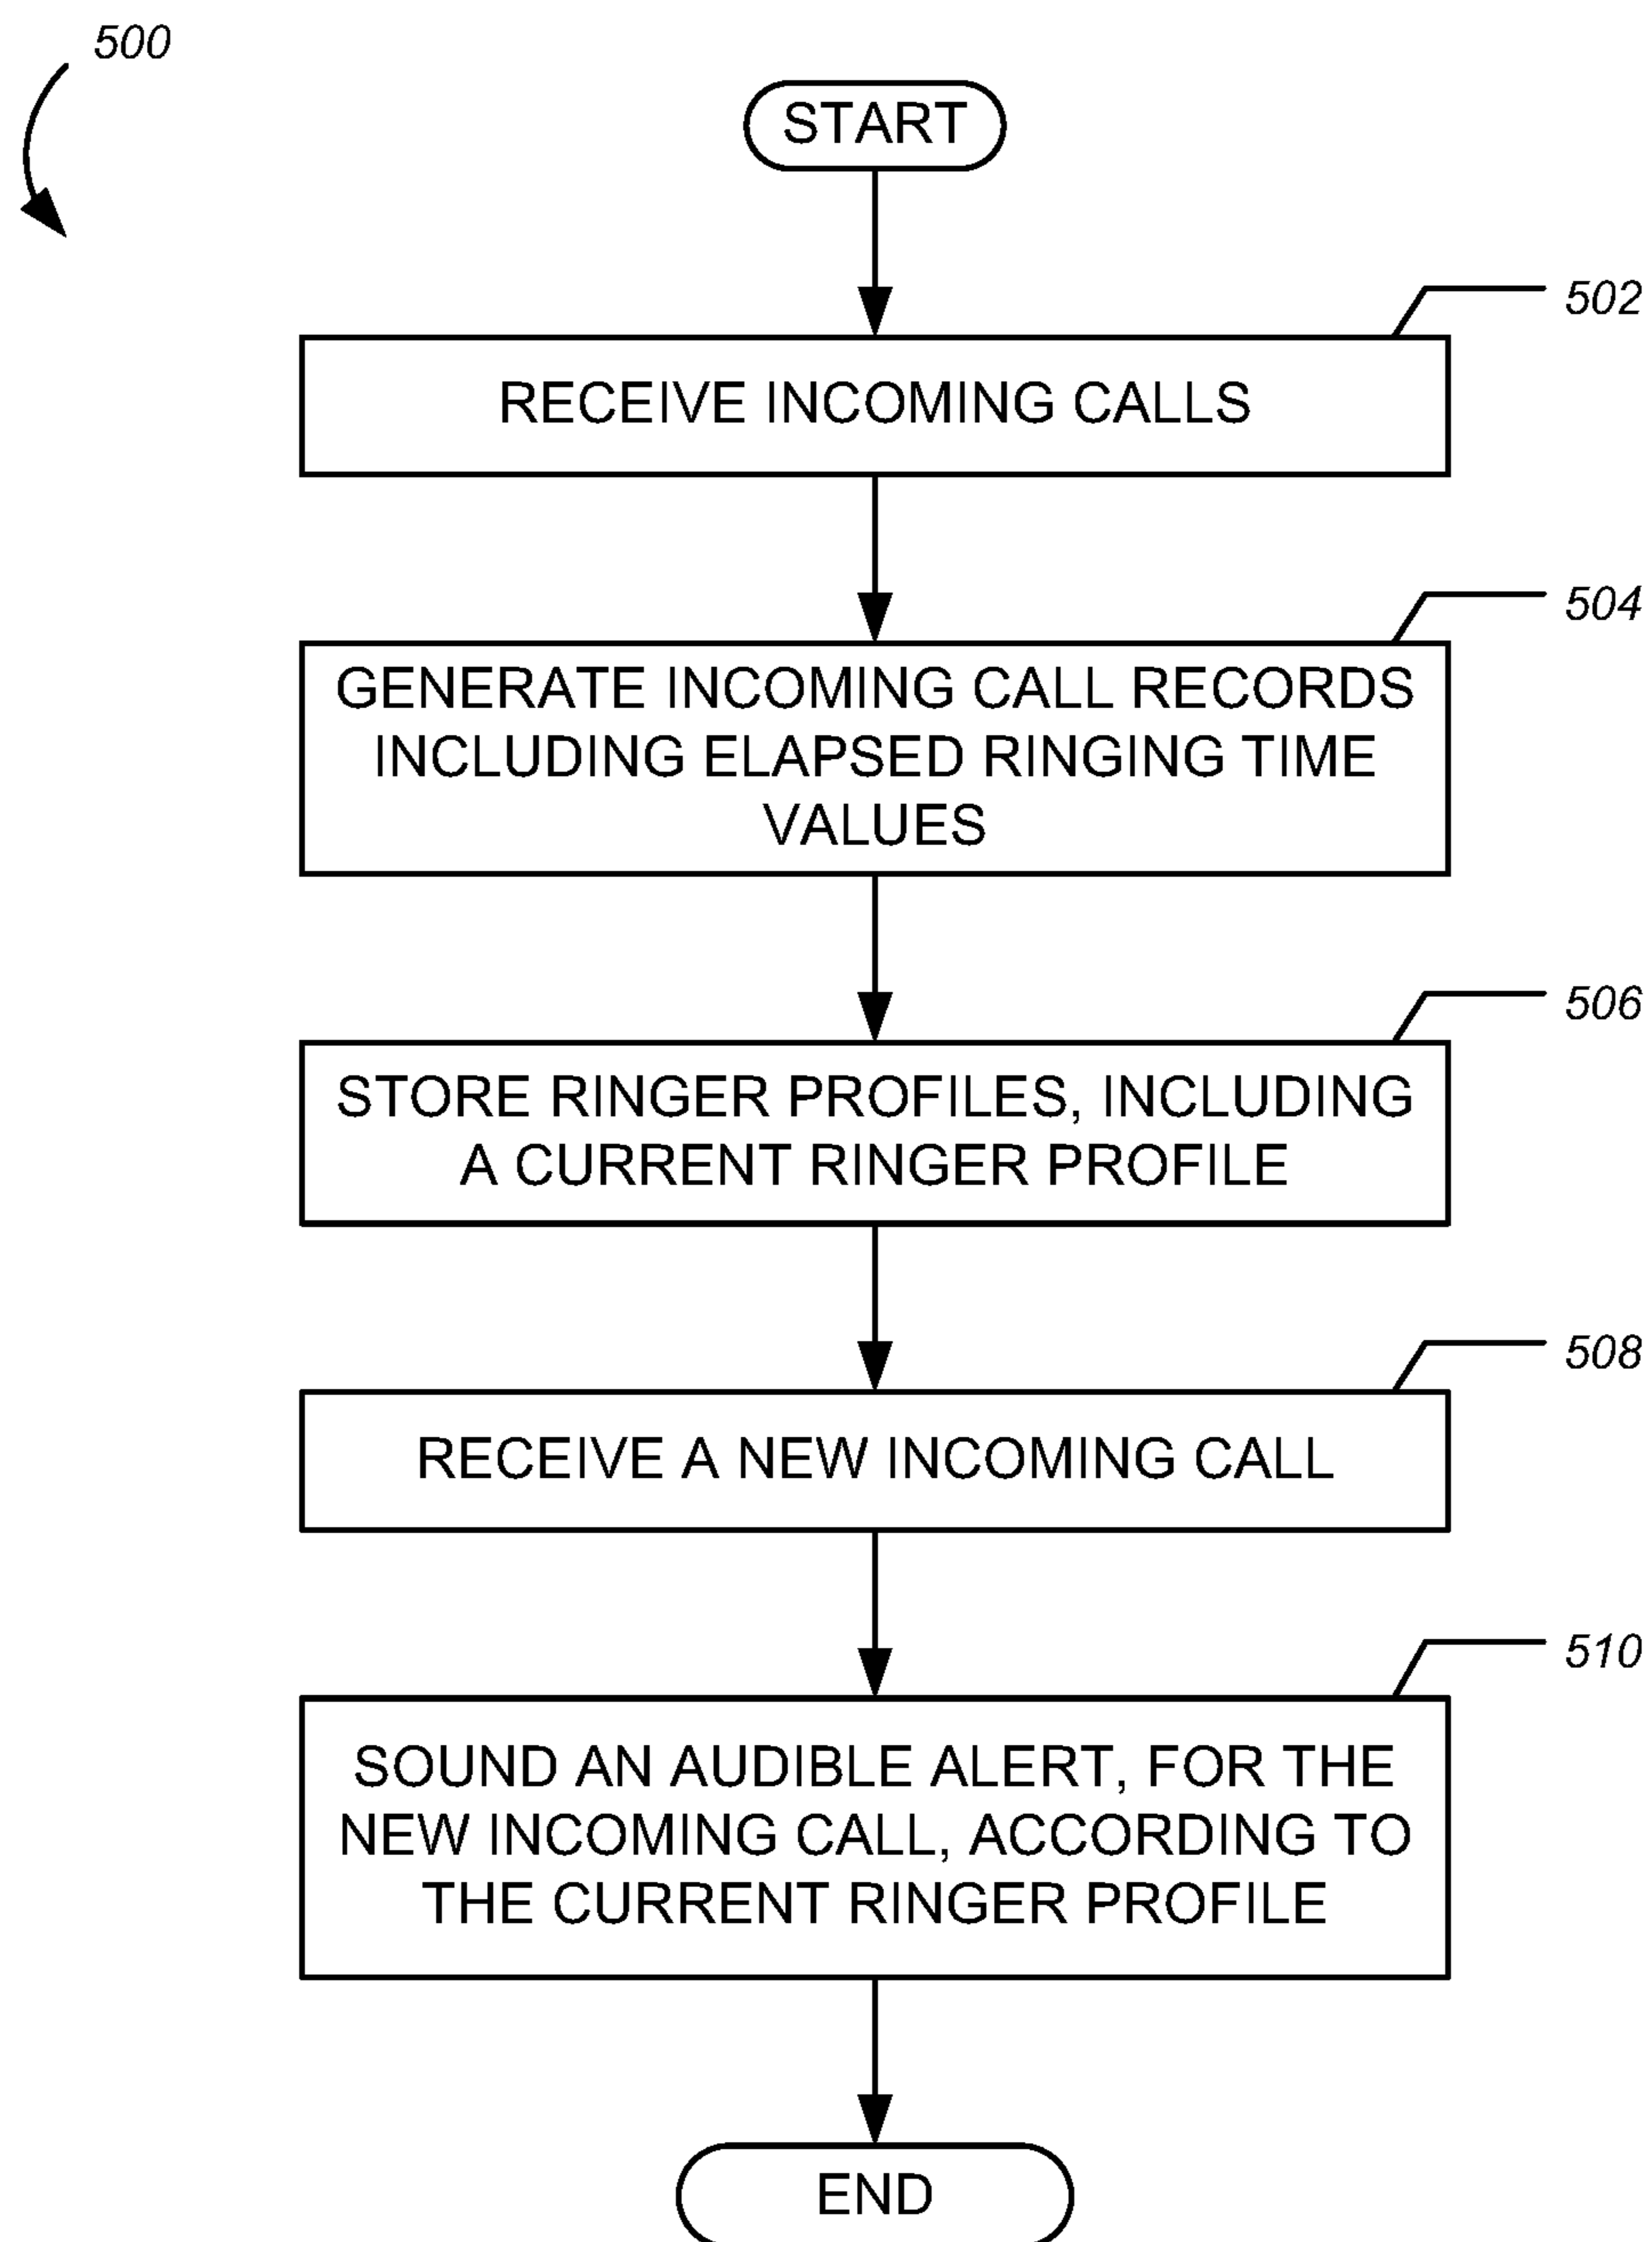 500
START
502
RECEIVE INCOMING CALLS
504
GENERATE INCOMING CALL RECORDS
INCLUDING ELAPSED RINGING TIME
VALUES
506
STORE RINGER PROFILES, INCLUDING
A CURRENT RINGER PROFILE
508
RECEIVE A NEW INCOMING CALL
510
SOUND AN AUDIBLE ALERT, FOR THE
NEW INCOMING CALL, ACCORDING TO
THE CURRENT RINGER PROFILE
END